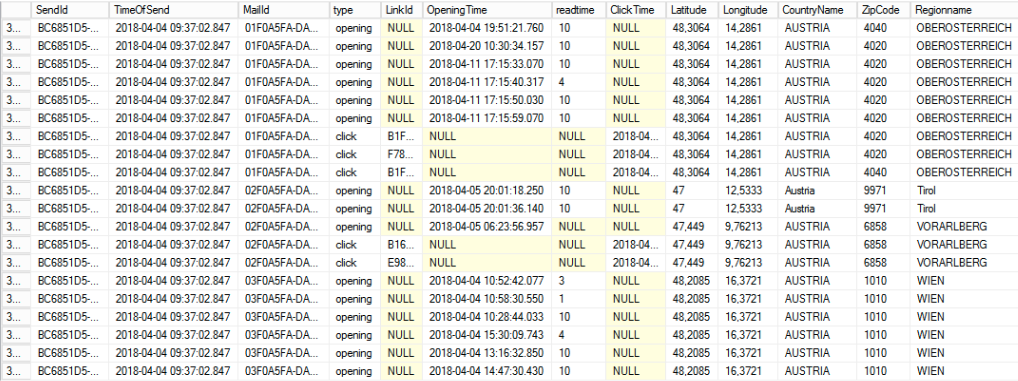 SendId TimeOfSend MailId type LinkId OpeningTime readtime ClickTime Latitude Longitude CountryName ZipCode Regionname
3... BC6851D5-... 2018-04-04 09:37:02.847 01F0A5FA-DA... opening NULL 2018-04-04 19:51:21.760 10 NULL 48,3064 14,2861 AUSTRIA 4040 OBEROSTERREICH
3... BC6851D5-... 2018-04-04 09:37:02.847 01F0A5FA-DA... opening NULL 2018-04-20 10:30:34.157 10 NULL 48,3064 14,2861 AUSTRIA 4020 OBEROSTERREICH
3... BC6851D5-... 2018-04-04 09:37:02.847 01F0A5FA-DA... opening NULL 2018-04-11 17:15:33.070 10 NULL 48,3064 14,2861 AUSTRIA 4020 OBEROSTERREICH
3... BC6851D5-... 2018-04-04 09:37:02.847 01F0A5FA-DA... opening NULL 2018-04-11 17:15:40.317 4 NULL 48,3064 14,2861 AUSTRIA 4020 OBEROSTERREICH
3... BC6851D5-... 2018-04-04 09:37:02.847 01F0A5FA-DA... opening NULL 2018-04-11 17:15:50.030 10 NULL 48,3064 14,2861 AUSTRIA 4020 OBEROSTERREICH
3... BC6851D5-... 2018-04-04 09:37:02.847 01F0A5FA-DA... opening NULL 2018-04-11 17:15:59.070 10 NULL 48,3064 14,2861 AUSTRIA 4020 OBEROSTERREICH
3... BC6851D5-... 2018-04-04 09:37:02.847 01F0A5FA-DA... click B1F... NULL NULL 2018-04... 48,3064 14,2861 AUSTRIA 4020 OBEROSTERREICH
3... BC6851D5-... 2018-04-04 09:37:02.847 01F0A5FA-DA... click F78... NULL NULL 2018-04... 48,3064 14,2861 AUSTRIA 4020 OBEROSTERREICH
3... BC6851D5-... 2018-04-04 09:37:02.847 01F0A5FA-DA... click B1F... NULL NULL 2018-04... 48,3064 14,2861 AUSTRIA 4040 OBEROSTERREICH
3... BC6851D5-... 2018-04-04 09:37:02.847 02F0A5FA-DA... opening NULL 2018-04-05 20:01:18.250 10 NULL 47 12,5333 Austria 9971 Tirol
3... BC6851D5-... 2018-04-04 09:37:02.847 02F0A5FA-DA... opening NULL 2018-04-05 20:01:36.140 10 NULL 47 12,5333 Austria 9971 Tirol
3... BC6851D5-... 2018-04-04 09:37:02.847 02F0A5FA-DA... opening NULL 2018-04-05 06:23:56.957 NULL NULL 47,449 9,76213 AUSTRIA 6858 VORARLBERG
3... BC6851D5-... 2018-04-04 09:37:02.847 02F0A5FA-DA... click B16... NULL NULL 2018-04... 47,449 9,76213 AUSTRIA 6858 VORARLBERG
3... BC6851D5-... 2018-04-04 09:37:02.847 02F0A5FA-DA... click E98... NULL NULL 2018-04... 47,449 9,76213 AUSTRIA 6858 VORARLBERG
3... BC6851D5-... 2018-04-04 09:37:02.847 03F0A5FA-DA... opening NULL 2018-04-04 10:52:42.077 3 NULL 48,2085 16,3721 AUSTRIA 1010 WIEN
3... BC6851D5-... 2018-04-04 09:37:02.847 03F0A5FA-DA... opening NULL 2018-04-04 10:58:30.550 1 NULL 48,2085 16,3721 AUSTRIA 1010 WIEN
3... BC6851D5-... 2018-04-04 09:37:02.847 03F0A5FA-DA... opening NULL 2018-04-04 10:28:44.033 10 NULL 48,2085 16,3721 AUSTRIA 1010 WIEN
3... BC6851D5-... 2018-04-04 09:37:02.847 03F0A5FA-DA... opening NULL 2018-04-04 15:30:09.743 4 NULL 48,2085 16,3721 AUSTRIA 1010 WIEN
3... BC6851D5-... 2018-04-04 09:37:02.847 03F0A5FA-DA... opening NULL 2018-04-04 13:16:32.850 10 NULL 48,2085 16,3721 AUSTRIA 1010 WIEN
3... BC6851D5-... 2018-04-04 09:37:02.847 03F0A5FA-DA... opening NULL 2018-04-04 14:47:30.430 10 NULL 48,2085 16,3721 AUSTRIA 1010 WIEN